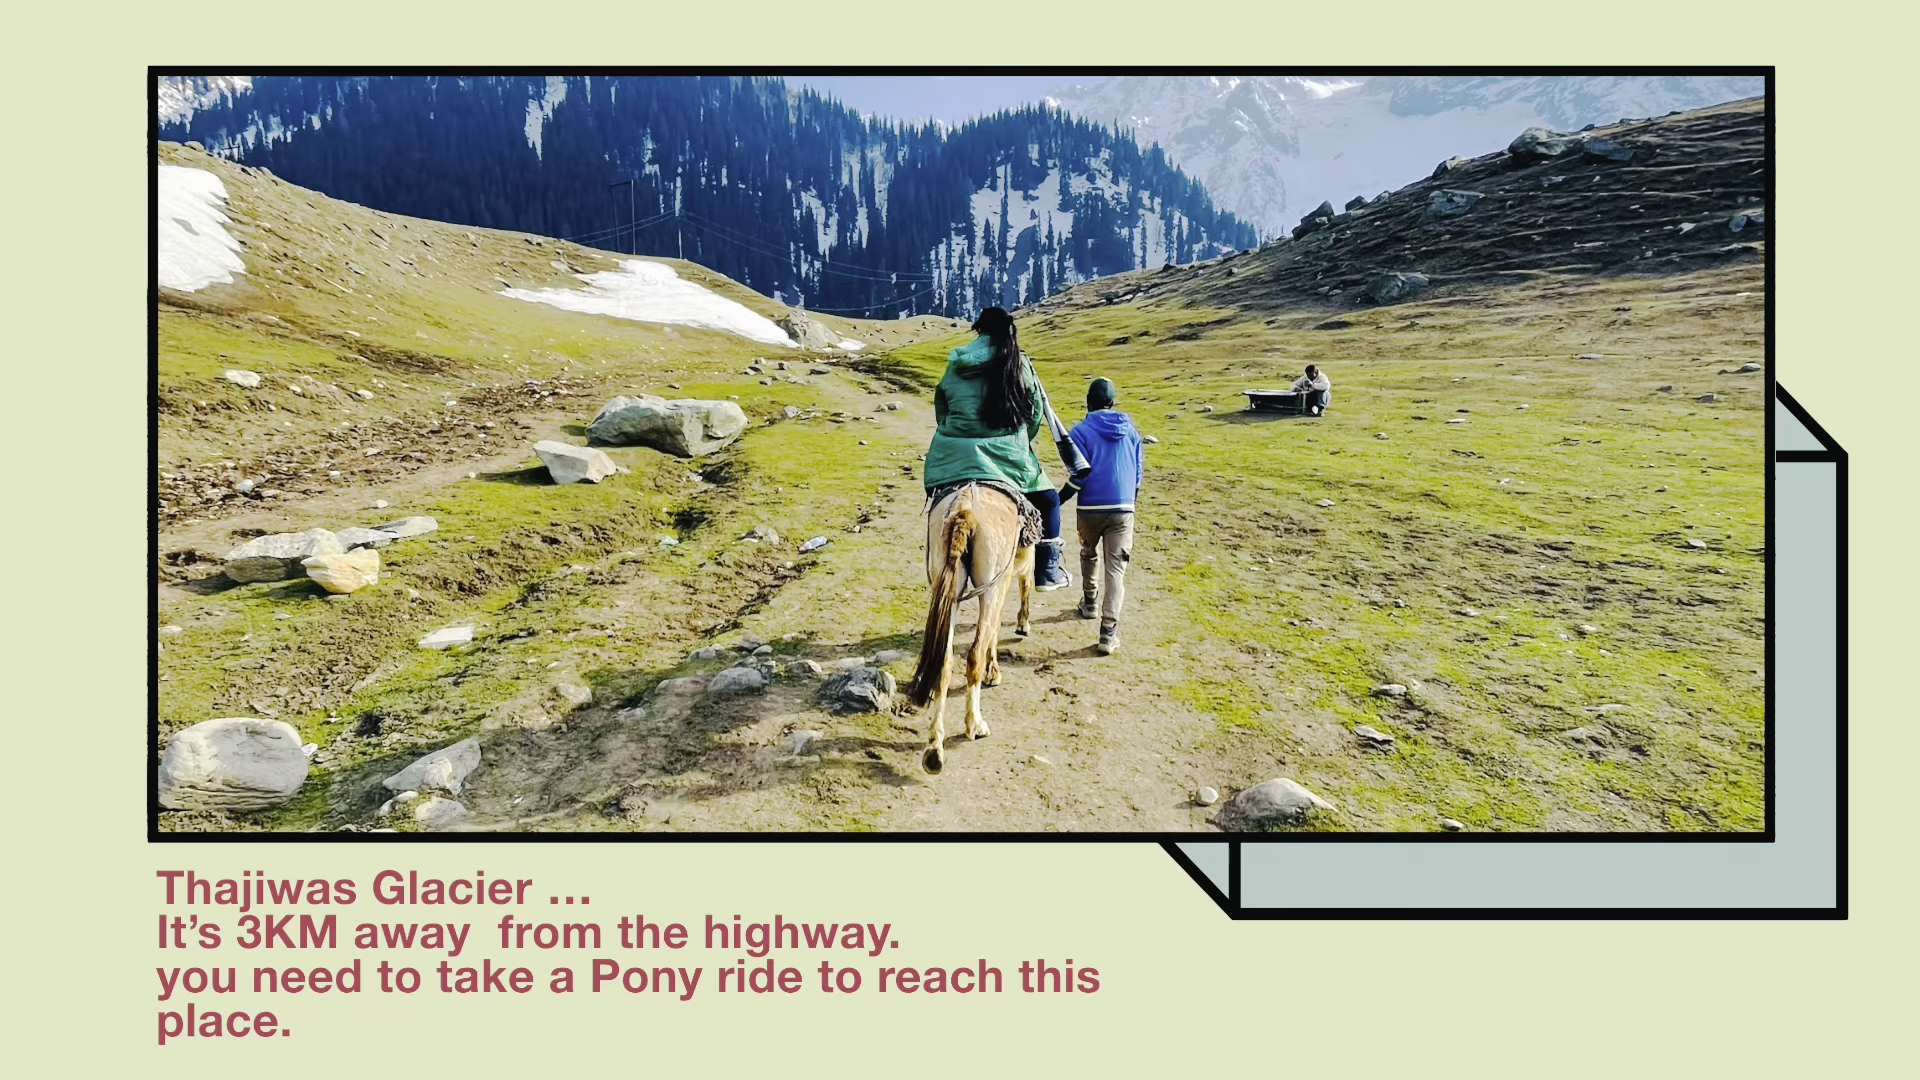 Thajiwas Glacier ...
It’s 3KM away  from the highway.
you need to take a Pony ride to reach this
place.